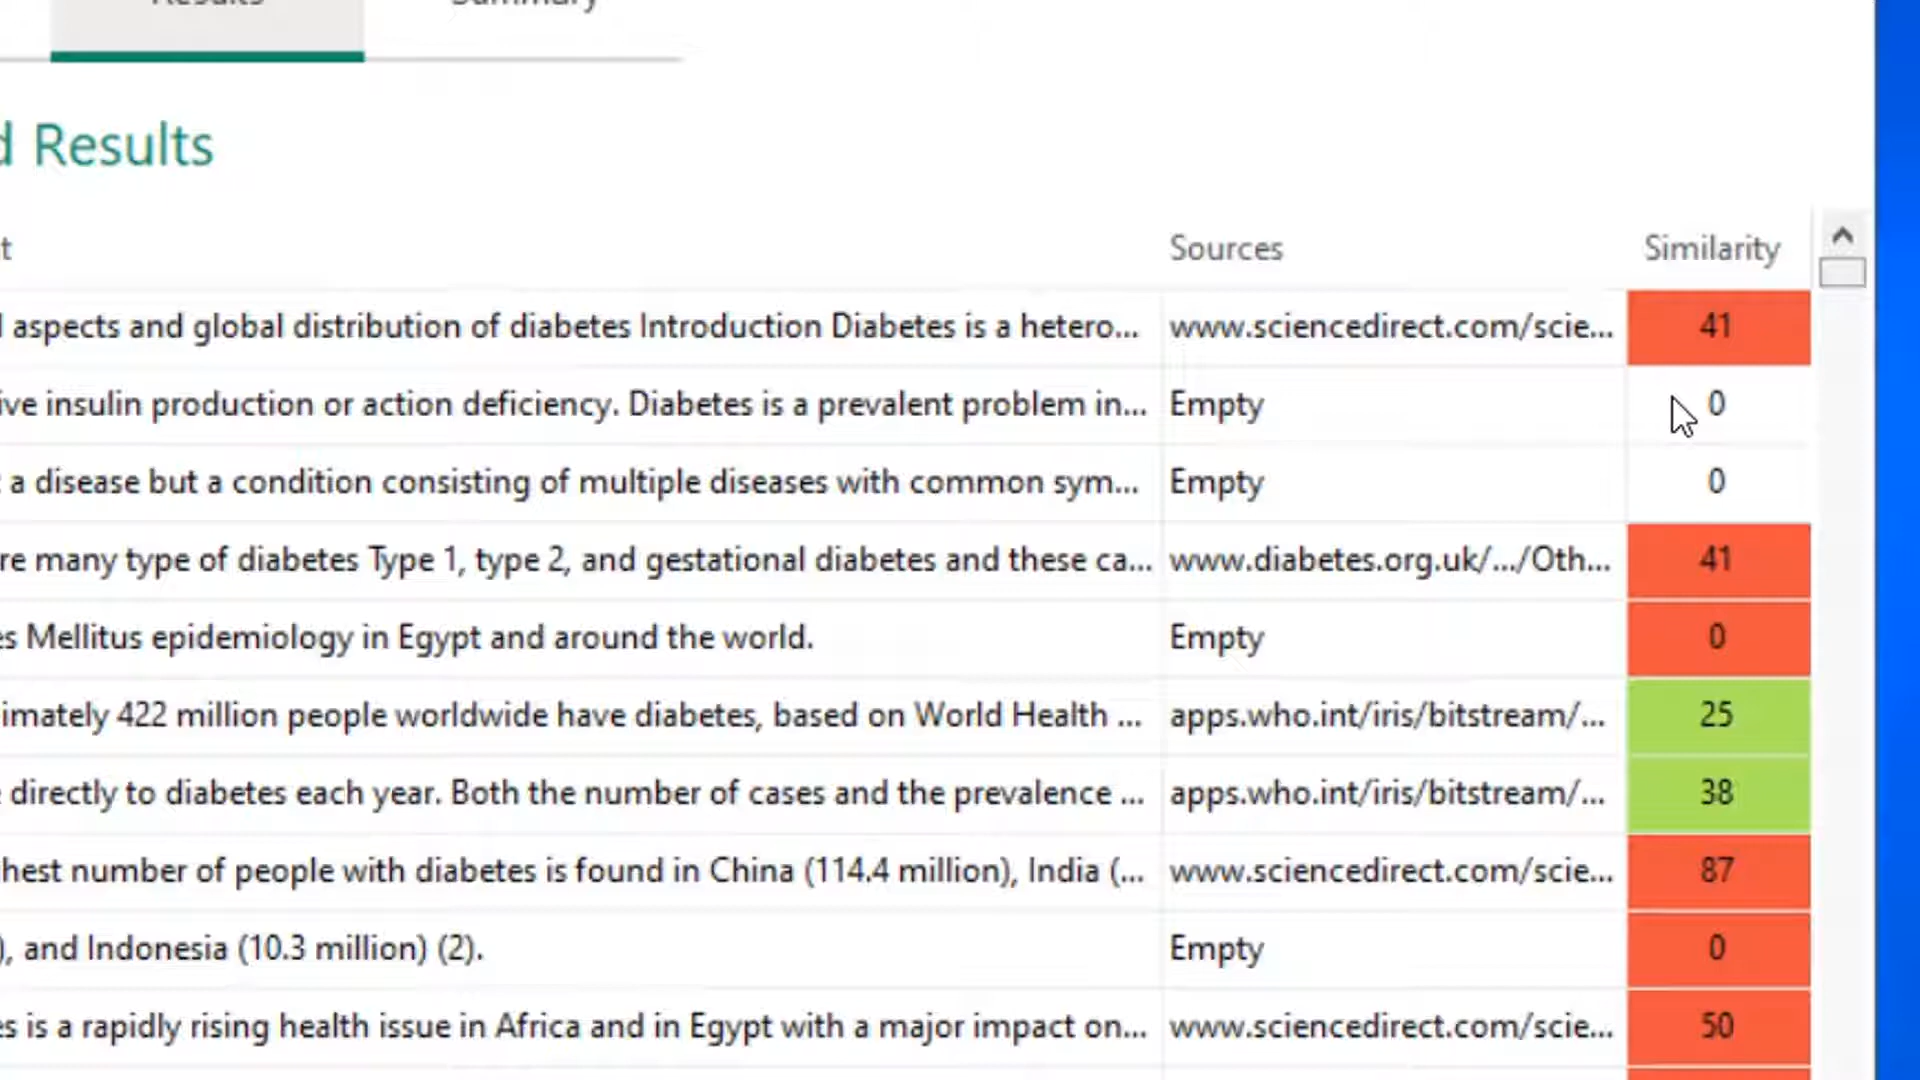 Results Summary
d Results
t Sources Similarity
l aspects and global distribution of diabetes Introduction Diabetes is a hetero... www.sciencedirect.com/scie... 41
ive insulin production or action deficiency. Diabetes is a prevalent problem in... Empty 0
a disease but a condition consisting of multiple diseases with common sym... Empty 0
re many type of diabetes Type 1, type 2, and gestational diabetes and these ca... www.diabetes.org.uk/.../Oth... 41
es Mellitus epidemiology in Egypt and around the world. Empty 0
imately 422 million people worldwide have diabetes, based on World Health ... apps.who.int/iris/bitstream/... 25
directly to diabetes each year. Both the number of cases and the prevalence ... apps.who.int/iris/bitstream/... 38
hest number of people with diabetes is found in China (114.4 million), India (... www.sciencedirect.com/scie... 87
), and Indonesia (10.3 million) (2). Empty 0
es is a rapidly rising health issue in Africa and in Egypt with a major impact on... www.sciencedirect.com/scie... 50